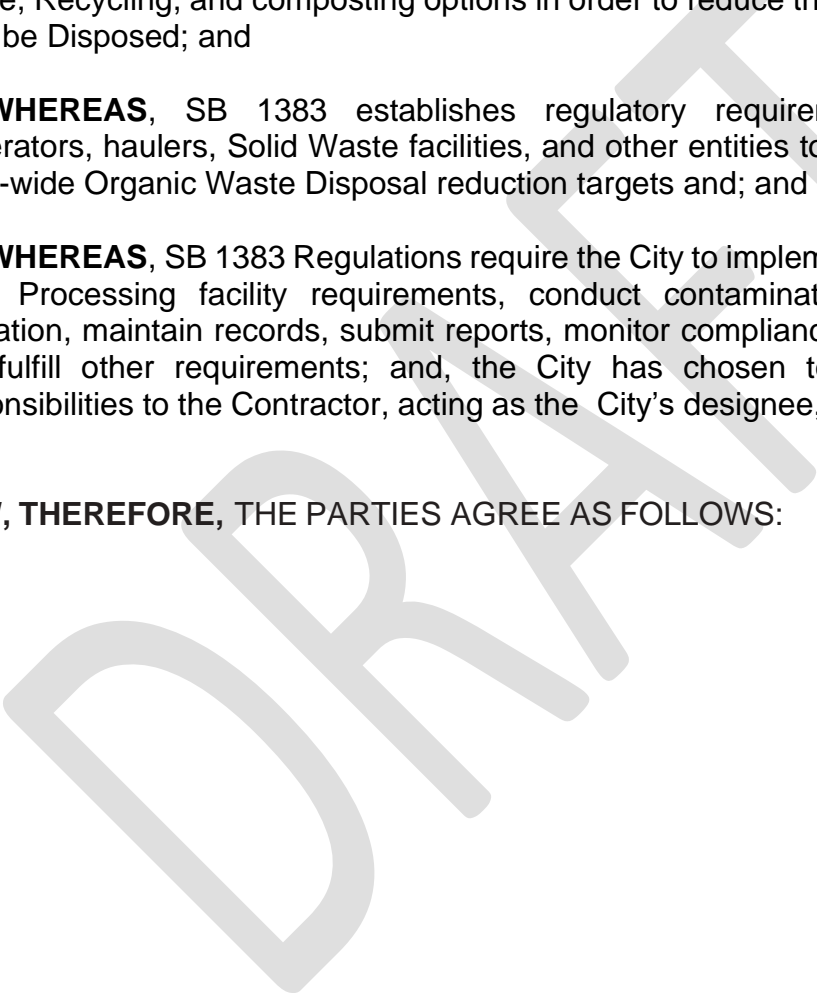 e, Recycling, and composting options in order to reduce th
be Disposed; and
WHEREAS, SB 1383 establishes regulatory require
erators, haulers, Solid Waste facilities, and other entities to
-wide Organic Waste Disposal reduction targets and; and
WHEREAS, SB 1383 Regulations require the City to implem
Processing facility requirements, conduct contaminat
ation, maintain records, submit reports, monitor complianc
fulfill other requirements; and, the City has chosen t
onsibilities to the Contractor, acting as the City’s designee,
, THEREFORE, THE PARTIES AGREE AS FOLLOWS:
DRAFT